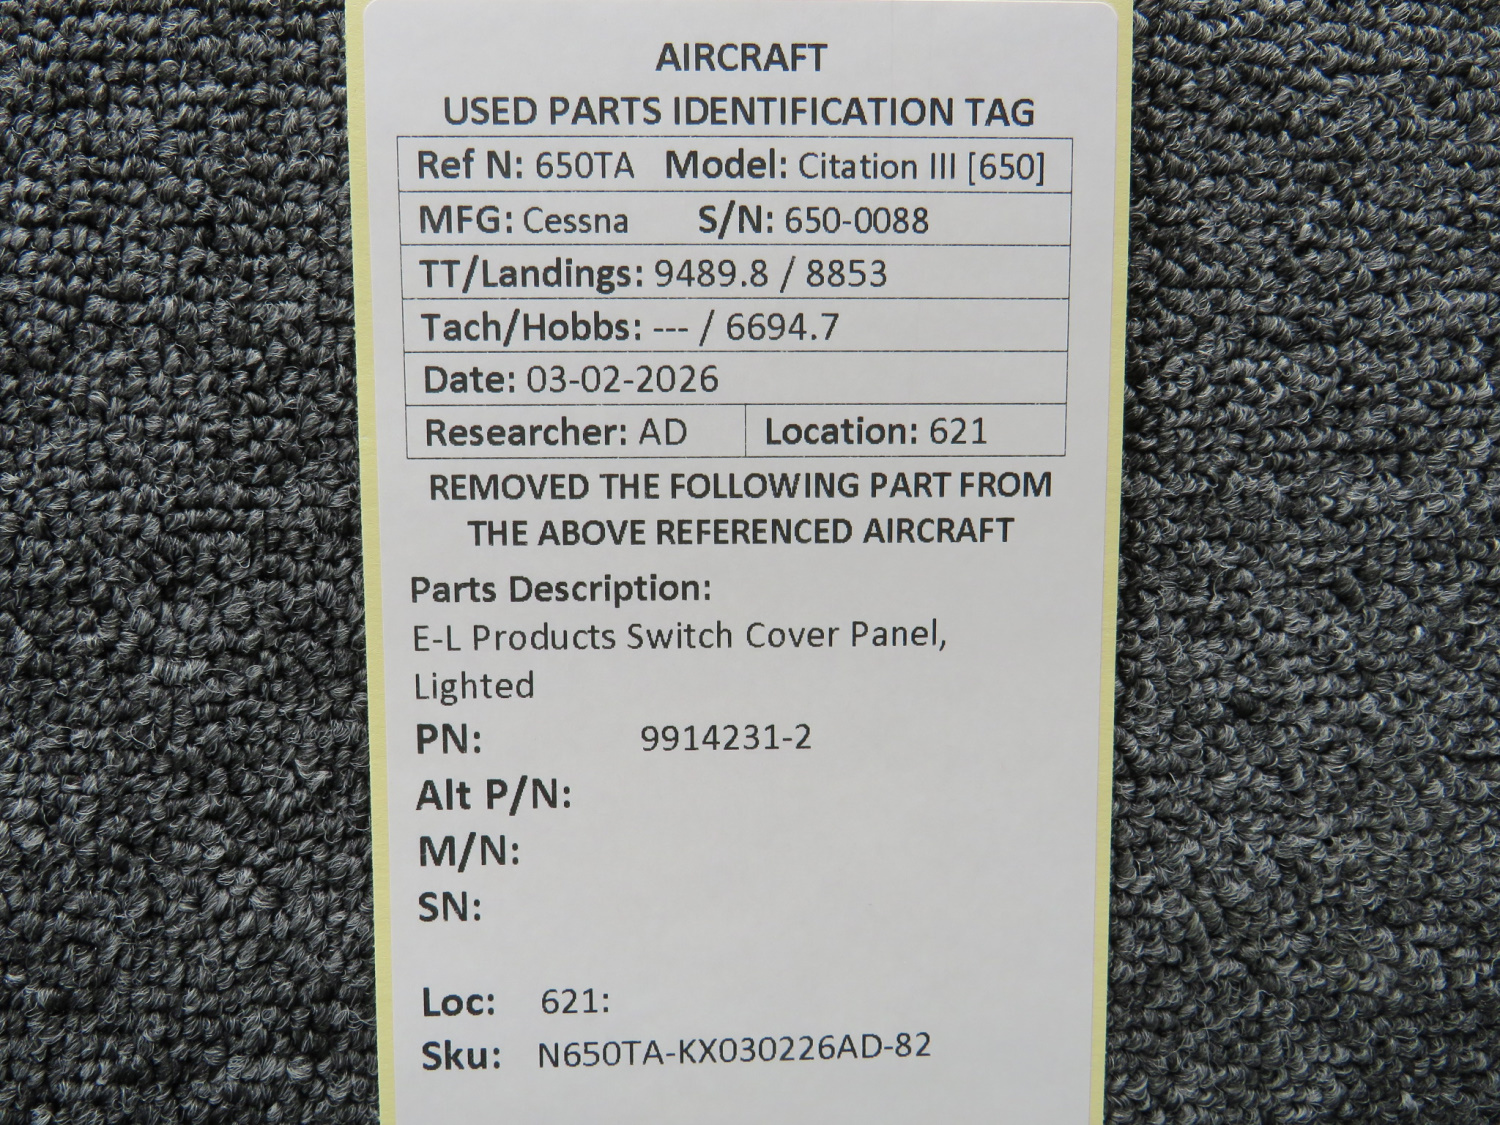 AIRCRAFT
USED PARTS IDENTIFICATION TAG
Ref N: 650TA Model: Citation III [650]
MFG: Cessna S/N: 650-0088
TT/Landings: 9489.8 / 8853
Tach/Hobbs: --- / 6694.7
Date: 03-02-2026
Researcher: AD Location: 621
REMOVED THE FOLLOWING PART FROM
THE ABOVE REFERENCED AIRCRAFT
Parts Description:
E-L Products Switch Cover Panel,
Lighted
PN: 9914231-2
Alt P/N:
M/N:
SN:
Loc: 621:
Sku: N650TA-KX030226AD-82